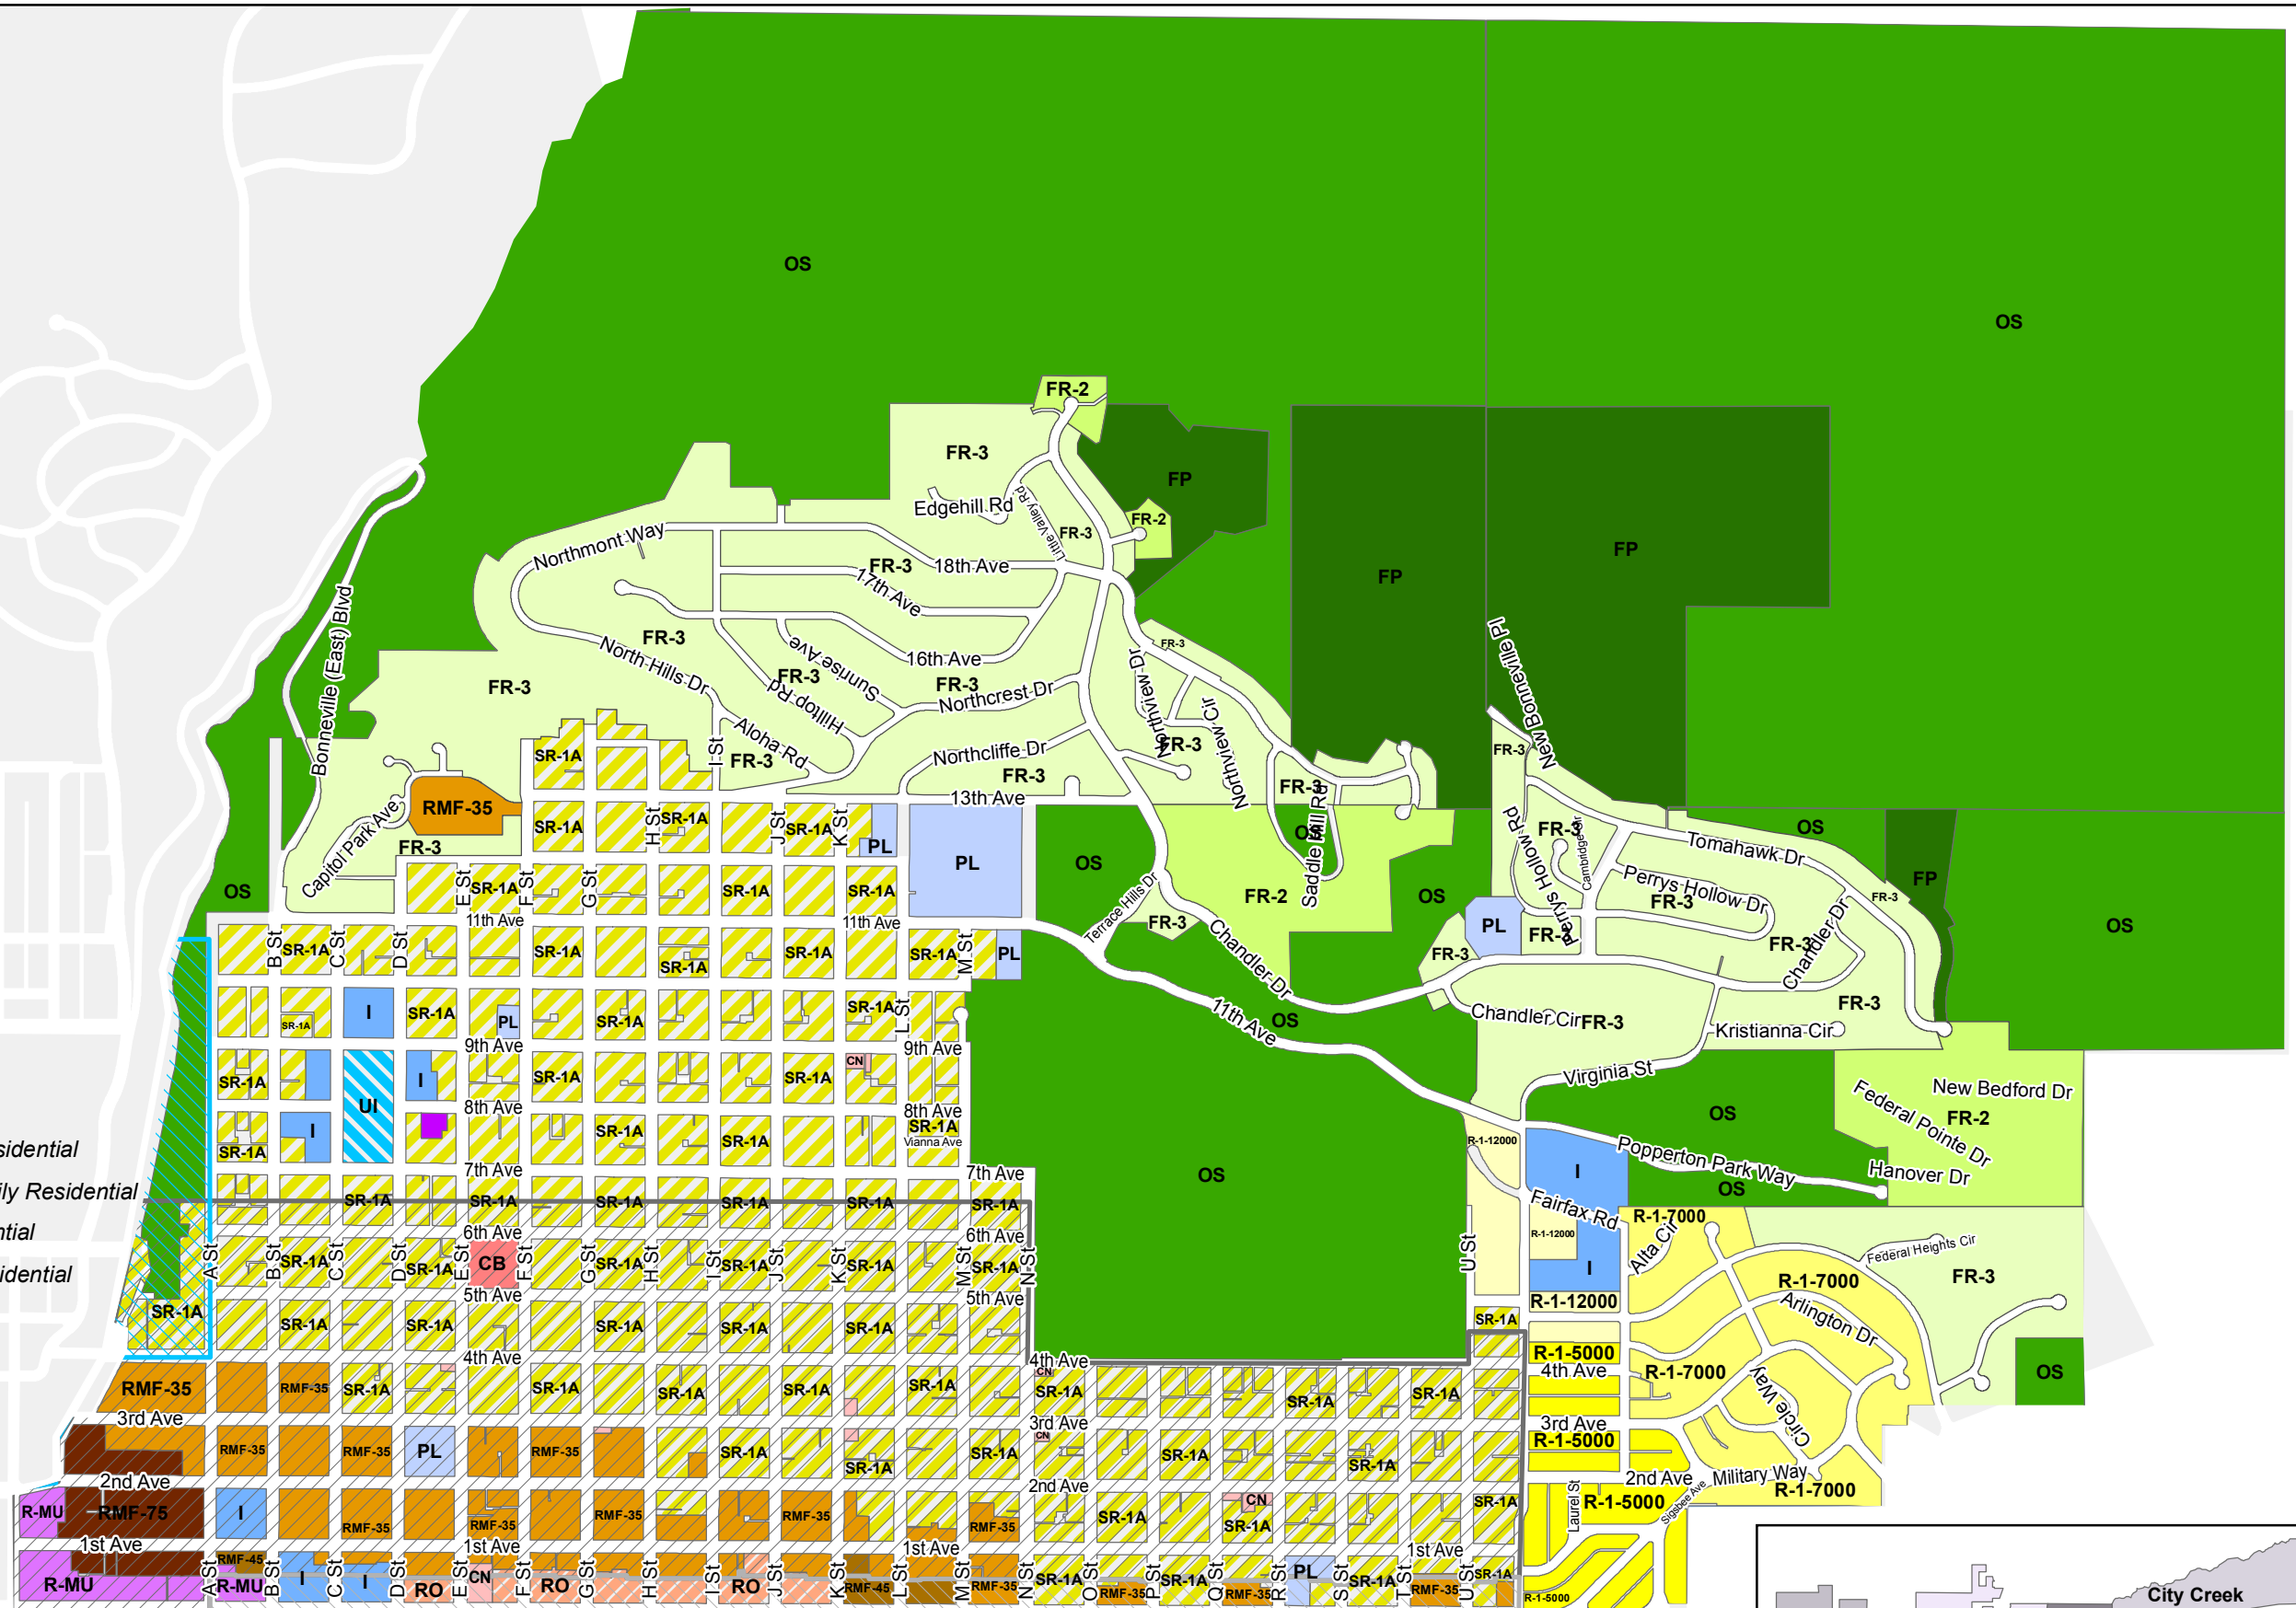 OS
OS
FR-2
FR-3
Edgehill Rd
Little Valley Rd
FR-3
FR-2
FP
FP
FP
Northmont Way
FR-3
18th Ave
17th Ave
FR-3
North Hills Dr
Sunrise Ave
16th Ave
FR-3
Hilltop Rd
FR-3
Northcrest Dr
FR-3
Bonneville (East) Blvd
FR-3
Northview Dr
FR-3
Northview Cir
New Bonneville Pl
SR-1A
I St
Aloha Rd
FR-3
Northcliffe Dr
FR-3
13th Ave
FR-3
Saddle Hill Rd
OS
FR-3
RMF-35
Capitol Park Ave
FR-3
SR-1A
H St
SR-1A
J St
SR-1A
K St
PL
PL
OS
Terrace Hills Dr
FR-3
FR-2
OS
Perrys Hollow Rd
FR-3
Cambridge Cir
Tomahawk Dr
OS
FP
Perrys Hollow Dr
FR-3
FR-3
FR-3
Chandler Dr
OS
OS
E St
SR-1A
F St
G St
SR-1A
SR-1A
11th Ave
11th Ave
PL
FR-3
FR-3
B St
SR-1A
C St
D St
SR-1A
SR-1A
SR-1A
SR-1A
M St
PL
Chandler Dr
11th Ave
OS
Chandler Cir
FR-3
FR-3
Kristianna Cir
SR-1A
I
SR-1A
PL
SR-1A
SR-1A
L St
9th Ave
9th Ave
SR-1A
UI
I
SR-1A
SR-1A
CN
Virginia St
New Bedford Dr
FR-2
Federal Pointe Dr
Hanover Dr
OS
8th Ave
8th Ave
SR-1A
Vianna Ave
SR-1A
I
SR-1A
SR-1A
R-1-12000
I
Popperton Park Way
OS
sidential
ily Residential
ntial
idential
7th Ave
7th Ave
SR-1A
SR-1A
SR-1A
SR-1A
SR-1A
OS
Fairfax Rd
R-1-7000
R-1-12000
Alta Cir
Federal Heights Cir
FR-3
6th Ave
6th Ave
A St
B St
SR-1A
C St
D St
SR-1A
E St
CB
F St
G St
SR-1A
H St
I St
SR-1A
J St
K St
SR-1A
M St
SR-1A
N St
U St
I
R-1-7000
5th Ave
5th Ave
R-1-12000
Arlington Dr
SR-1A
SR-1A
SR-1A
SR-1A
SR-1A
SR-1A
SR-1A
R-1-5000
4th Ave
4th Ave
4th Ave
CN
OS
RMF-35
RMF-35
SR-1A
SR-1A
SR-1A
SR-1A
SR-1A
SR-1A
SR-1A
SR-1A
R-1-7000
Circle Way
3rd Ave
3rd Ave
3rd Ave
CN
R-1-5000
RMF-35
RMF-35
PL
RMF-35
SR-1A
SR-1A
SR-1A
SR-1A
SR-1A
2nd Ave
2nd Ave
2nd Ave
Military Way
R-1-7000
R-MU
RMF-75
I
RMF-35
RMF-35
RMF-35
RMF-35
RMF-35
SR-1A
CN
SR-1A
SR-1A
Laurel St
R-1-5000
Sigsbee Ave
1st Ave
1st Ave
1st Ave
1st Ave
R-MU
A St
RMF-45
R-MU
B St
I
C St
I
D St
RO
E St
CN
F St
RO
G St
H St
I St
RO
J St
K St
RMF-45
L St
M St
RMF-35
N St
SR-1A
O St
RMF-35
P St
SR-1A
Q St
RMF-35
R St
PL
S St
SR-1A
T St
RMF-35
U St
SR-1A
R-1-5000
City Creek